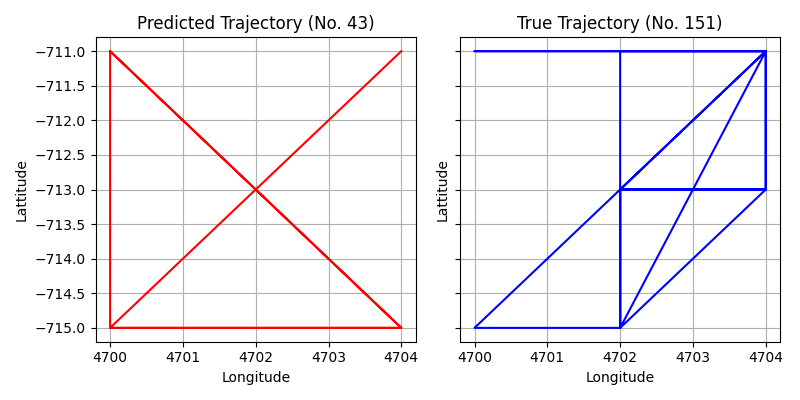 Predicted Trajectory (No. 43)
True Trajectory (No. 151)
−711.0
−711.5
−712.0
−712.5
−713.0
−713.5
−714.0
−714.5
−715.0
Lattitude
Lattitude
4700 4701 4702 4703 4704
4700 4701 4702 4703 4704
Longitude
Longitude